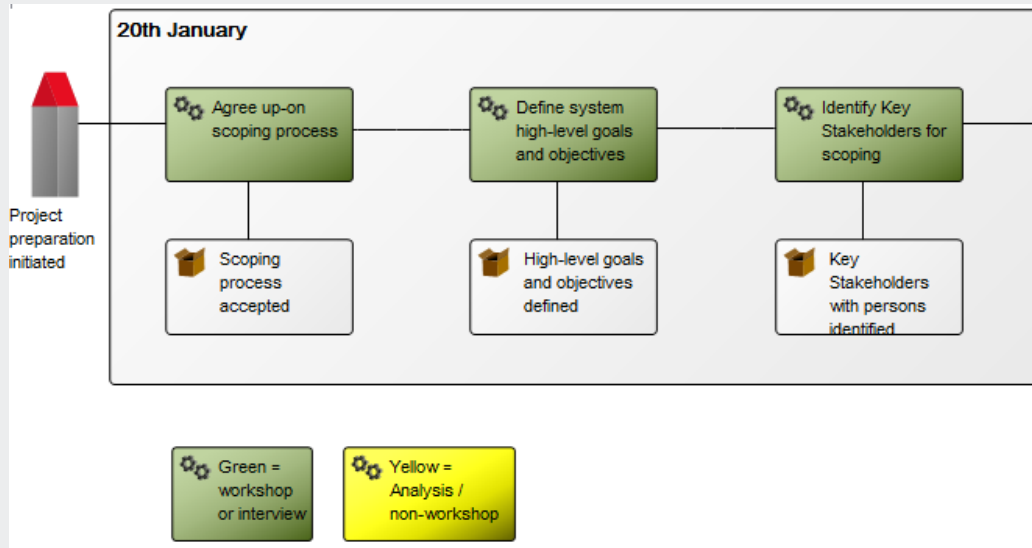 20th January
Agree up-on
scoping process
Define system
high-level goals
and objectives
Identify Key
Stakeholders for
scoping
Project
preparation
initiated
Scoping
process
accepted
High-level goals
and objectives
defined
Key
Stakeholders
with persons
identified
Green =
workshop
or interview
Yellow =
Analysis /
non-workshop